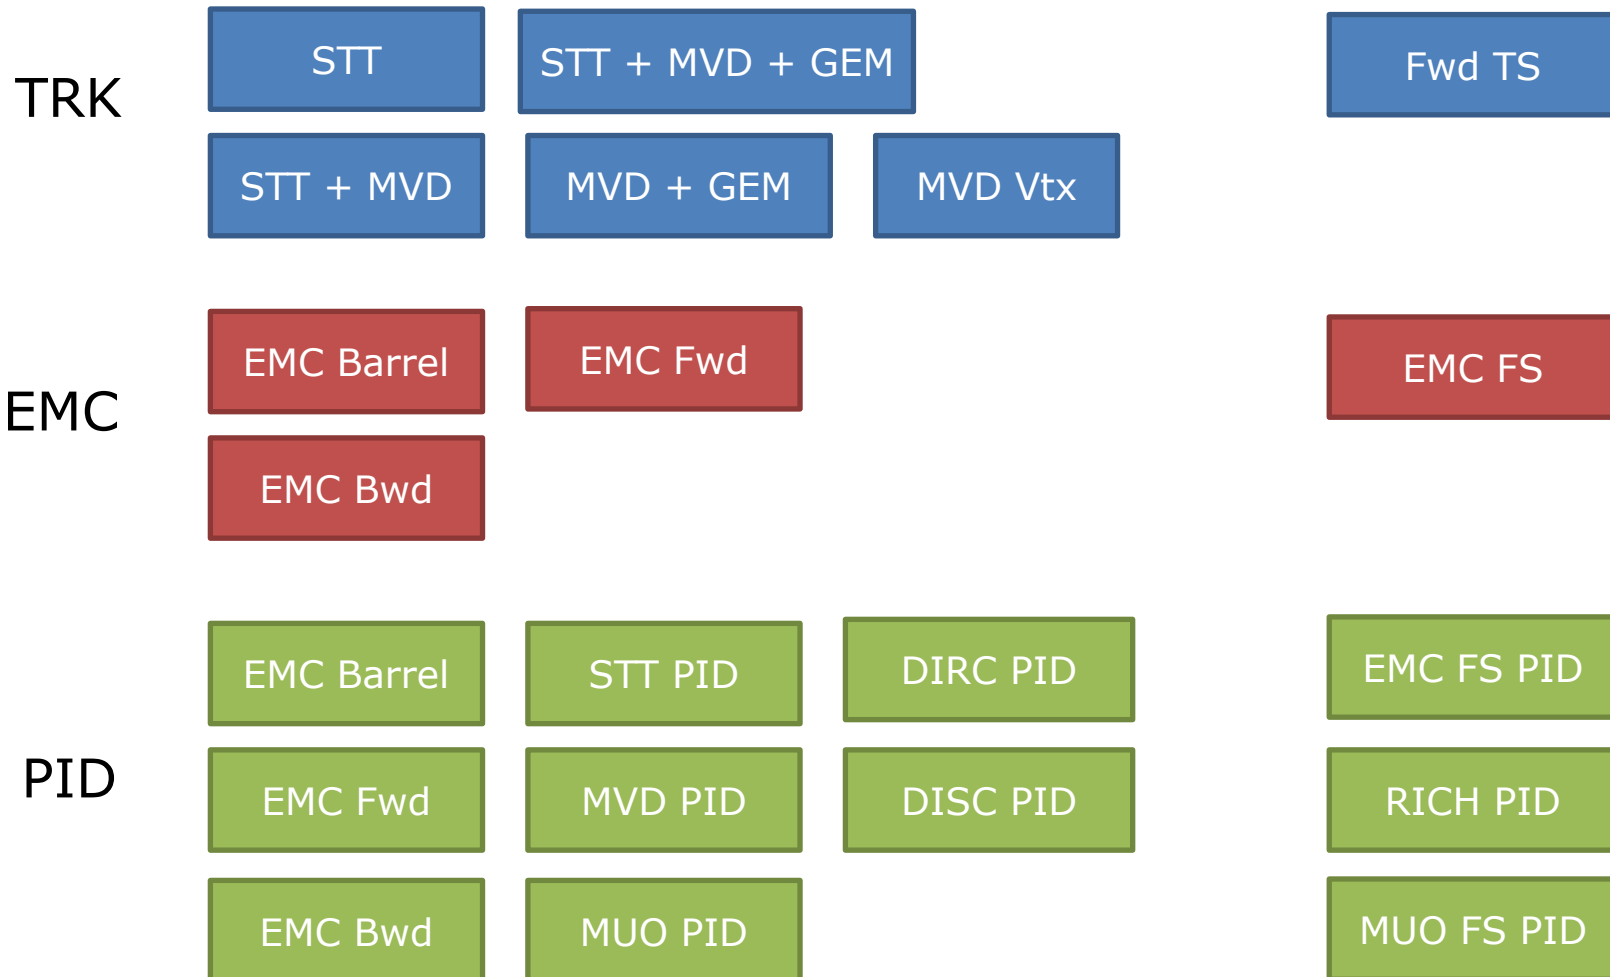 TRK
STT
STT + MVD + GEM
Fwd TS
STT + MVD
MVD + GEM
MVD Vtx
EMC
EMC Barrel
EMC Fwd
EMC FS
EMC Bwd
PID
EMC Barrel
STT PID
DIRC PID
EMC FS PID
EMC Fwd
MVD PID
DISC PID
RICH PID
EMC Bwd
MUO PID
MUO FS PID